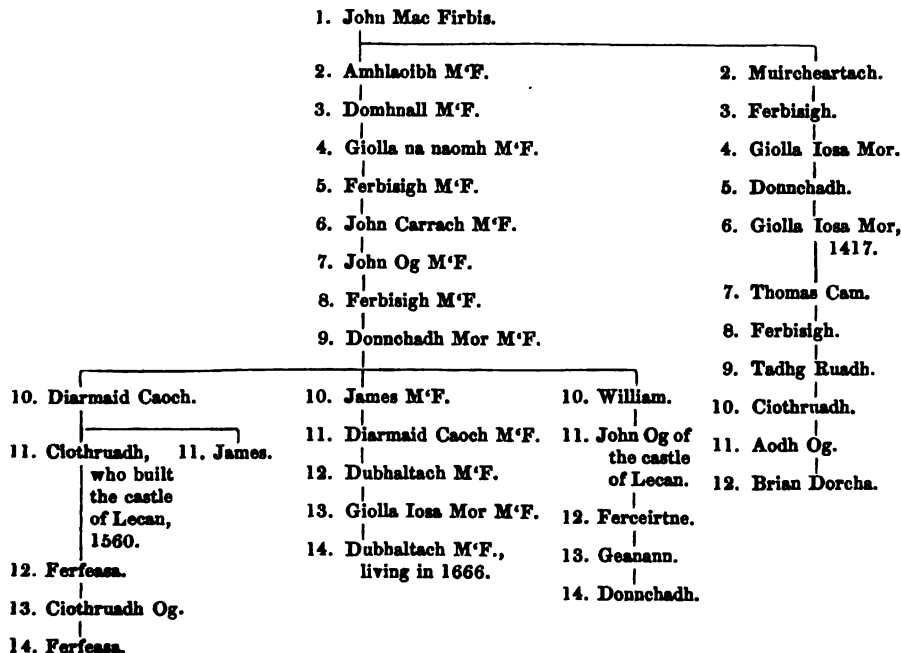 1. John Mac Firbis.
2. Amhlaoibh M‘F.
2. Muircheartach.
3. Domhnall M‘F.
3. Ferbisigh.
4. Giolla na naomh M‘F.
4. Giolla Iosa Mor.
5. Ferbisigh M‘F.
5. Donnchadh.
6. John Carrach M‘F.
6. Giolla Iosa Mor,
1417.
7. John Og M‘F.
7. Thomas Cam.
8. Ferbisigh M‘F.
8. Ferbisigh.
9. Donnchadh Mor M‘F.
9. Tadhg Ruadh.
10. Diarmaid Caoch.
10. James M‘F.
10. William.
10. Ciothruadh.
11. Ciothruadh,
who built
the castle
of Lecan,
1560.
11. James.
11. Diarmaid Caoch M‘F.
11. John Og of
the castle
of Lecan.
11. Aodh Og.
12. Dubhaltach M‘F.
12. Brian Dorcha.
13. Giolla Iosa Mor M‘F.
12. Ferceirtne.
14. Dubhaltach M‘F.,
living in 1666.
13. Geanann.
14. Donnchadh.
12. Ferfeasa.
13. Ciothruadh Og.
14. Ferfeasa.